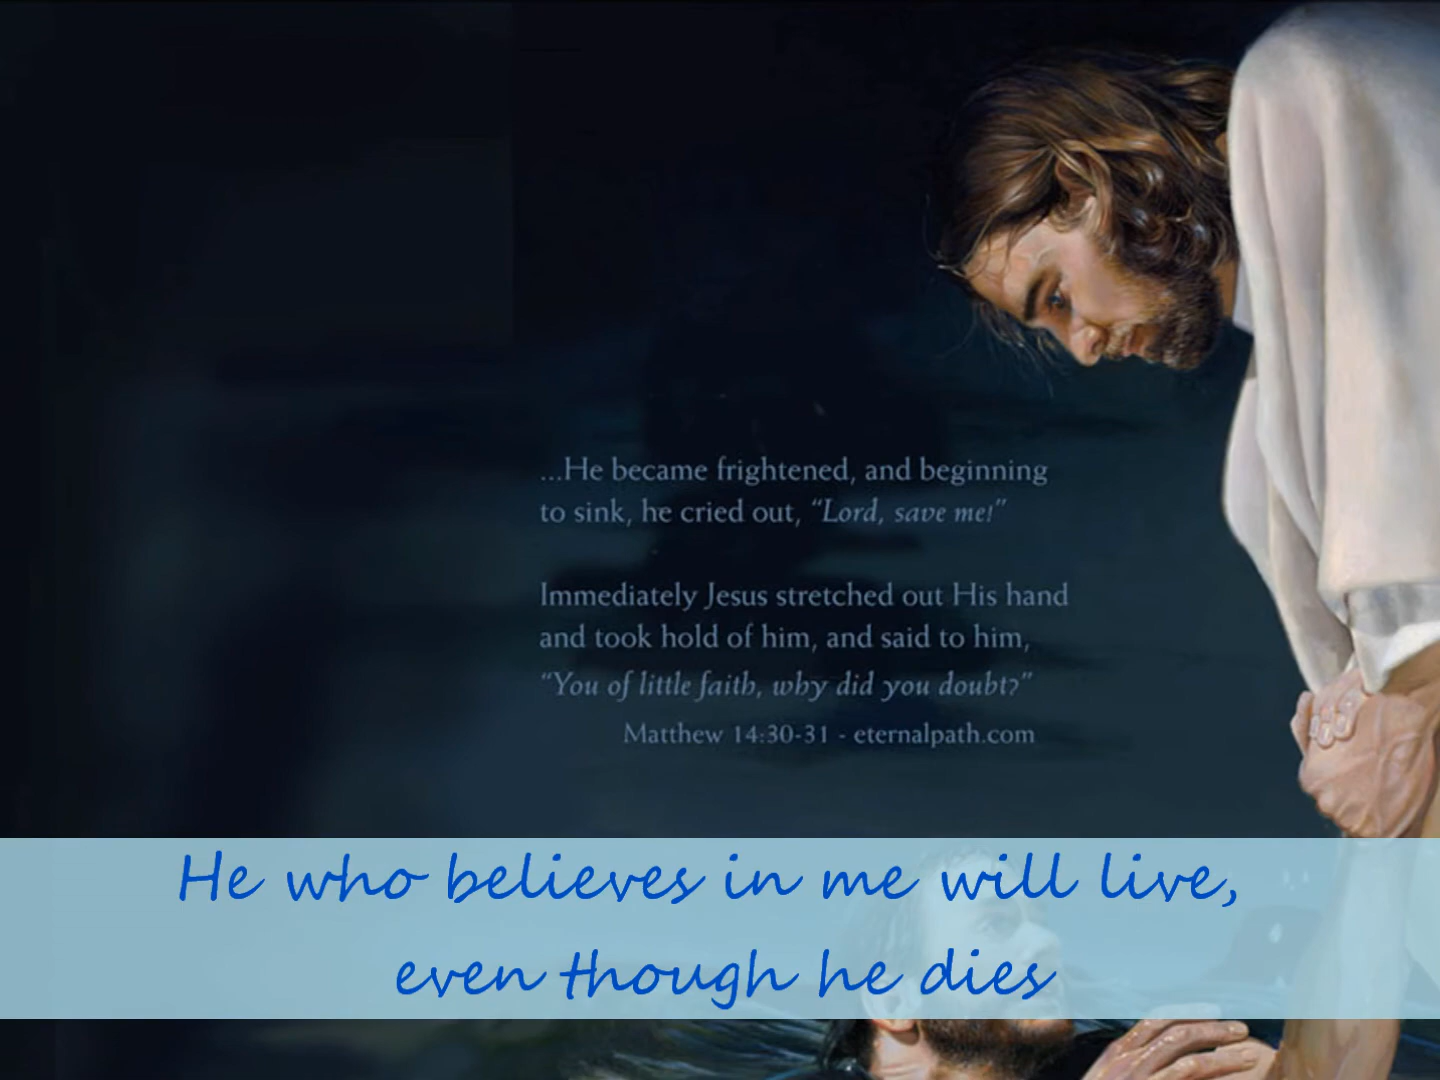 ...He became frightened, and beginning
to sink, he cried out, “Lord, save me!”
Immediately Jesus stretched out His hand
and took hold of him, and said to him,
“You of little faith, why did you doubt?”
Matthew 14:30-31 - eternalpath.com
He who believes in me will live,
even though he dies